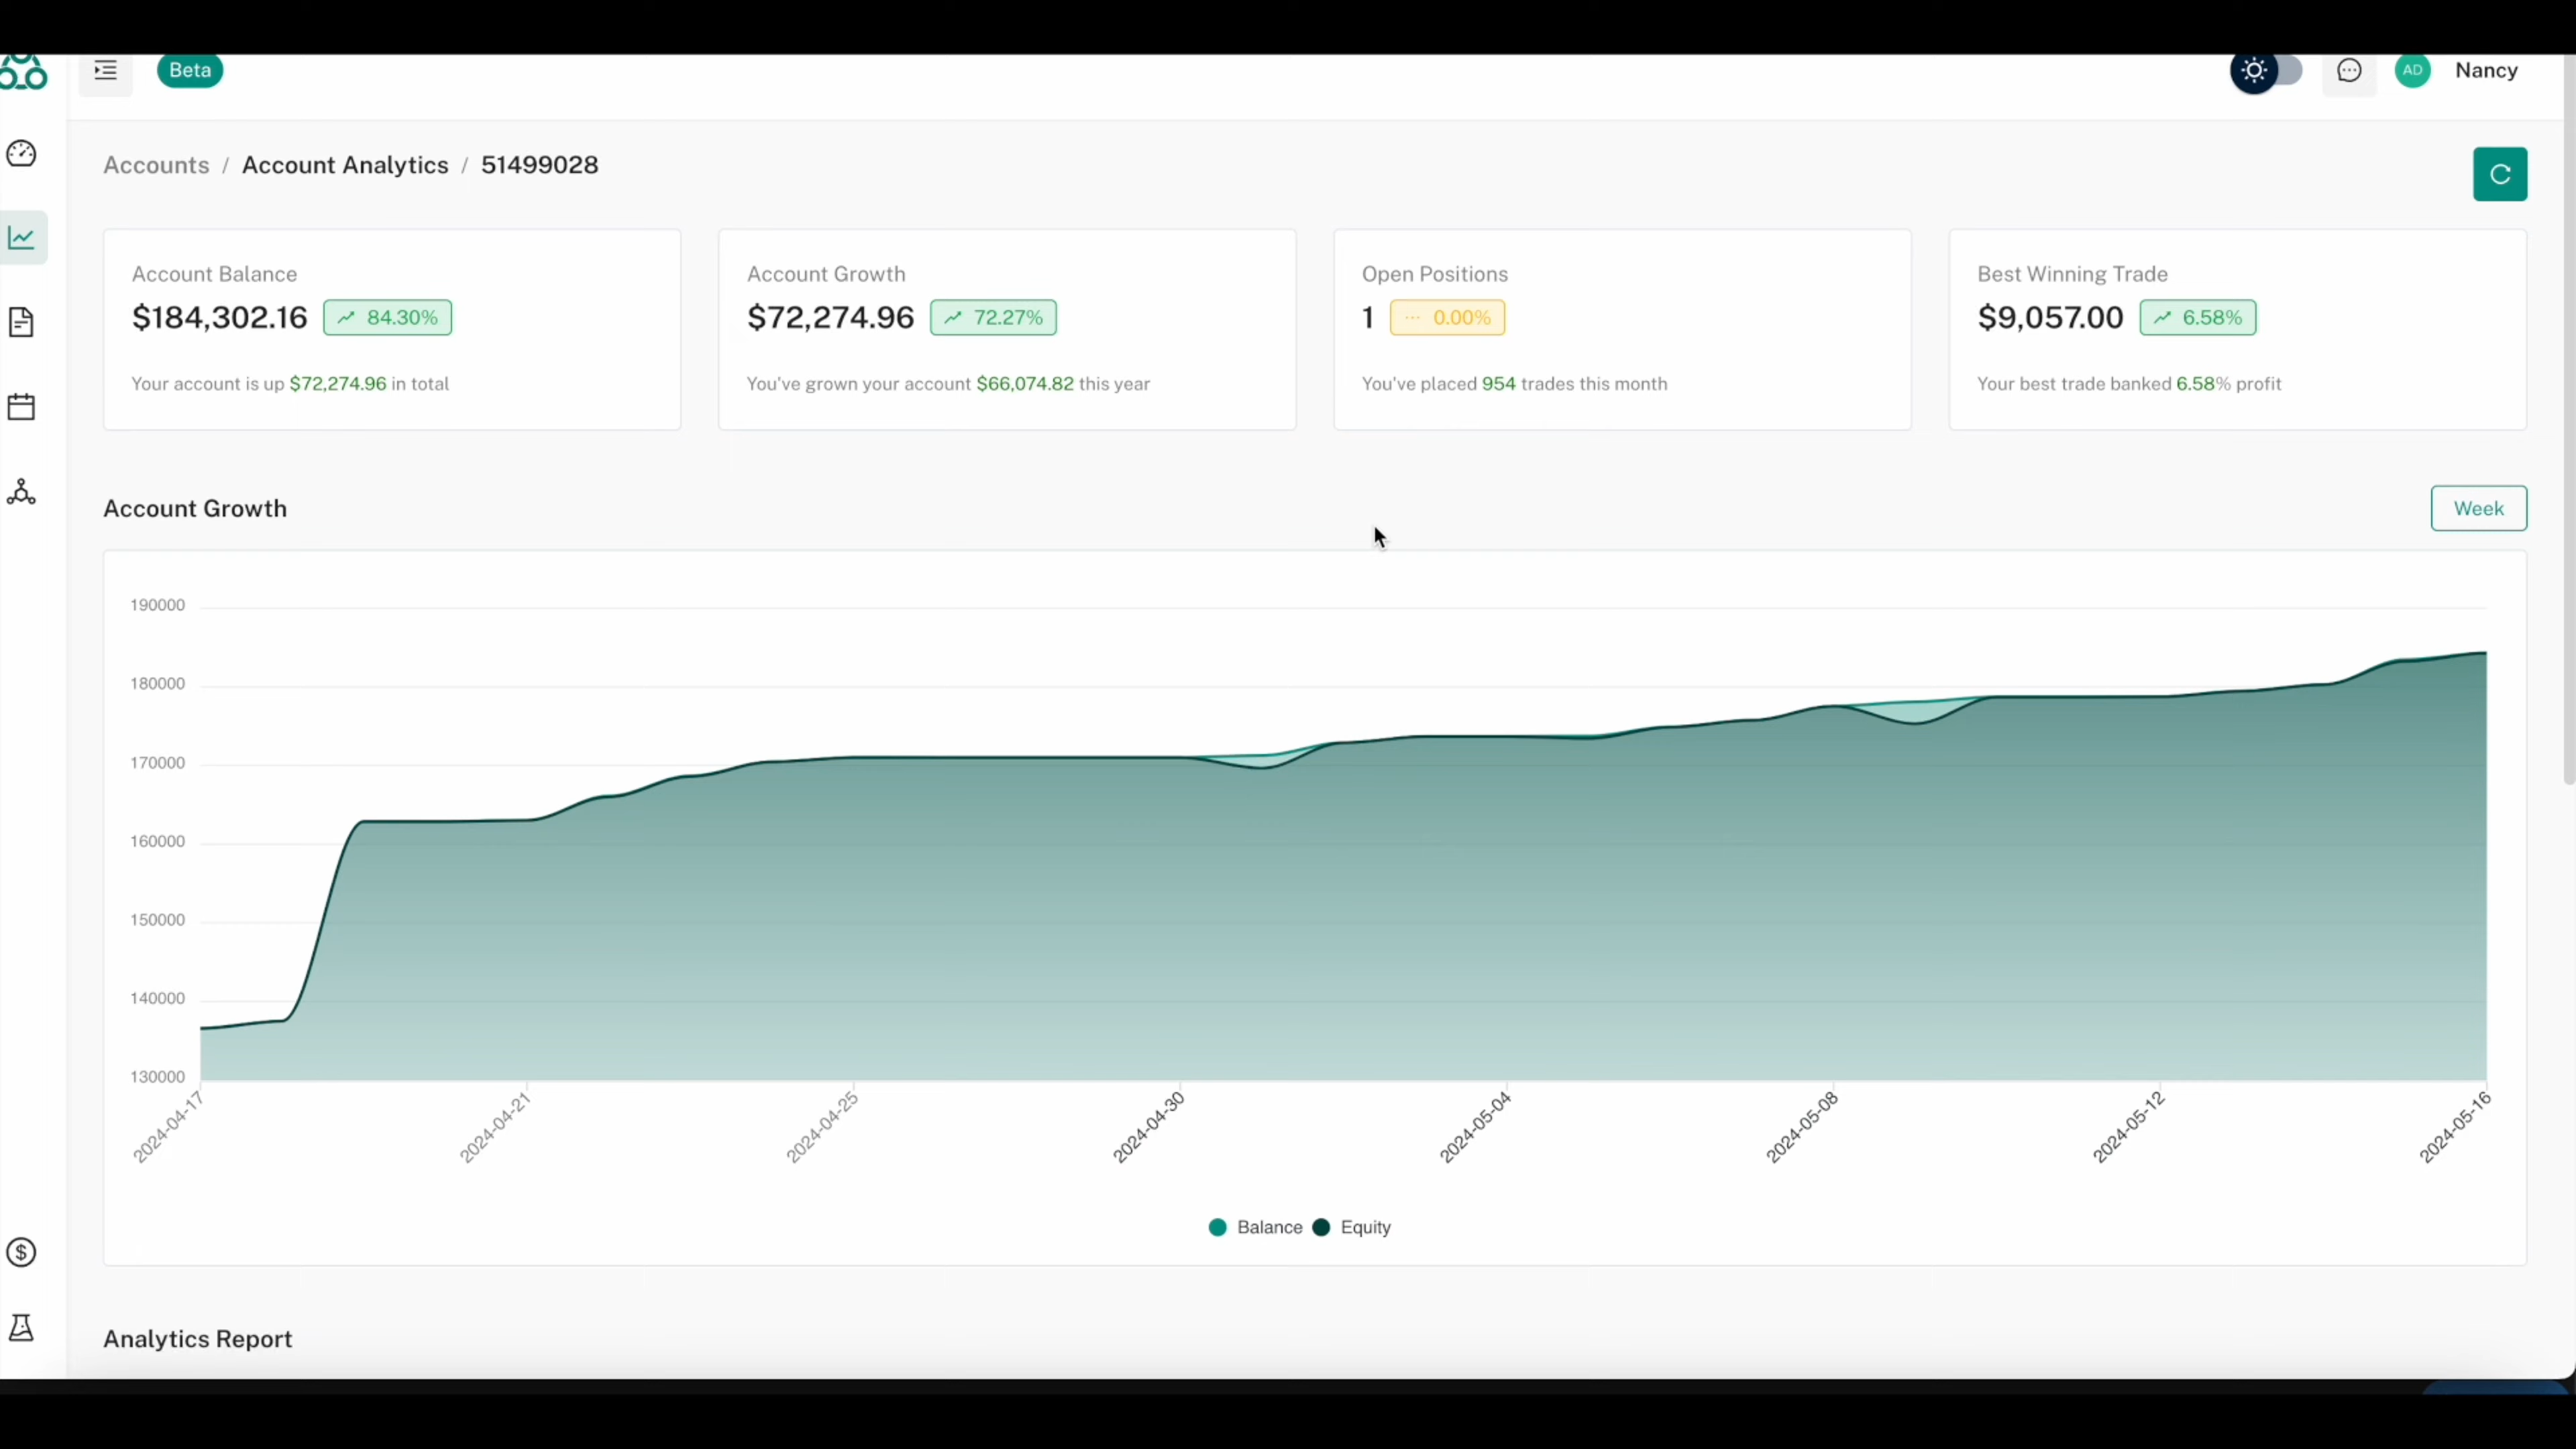 Beta
AD Nancy
Accounts / Account Analytics / 51499028
Account Balance
$184,302.16 84.30%
Your account is up $72,274.96 in total
Account Growth
$72,274.96 72.27%
You've grown your account $66,074.82 this year
Open Positions
1 0.00%
You've placed 954 trades this month
Best Winning Trade
$9,057.00 6.58%
Your best trade banked 6.58% profit
Account Growth
Week
190000
180000
170000
160000
150000
140000
130000
2024-04-17 2024-04-21 2024-04-25 2024-04-30 2024-05-04 2024-05-08 2024-05-12 2024-05-16
Balance Equity
Analytics Report